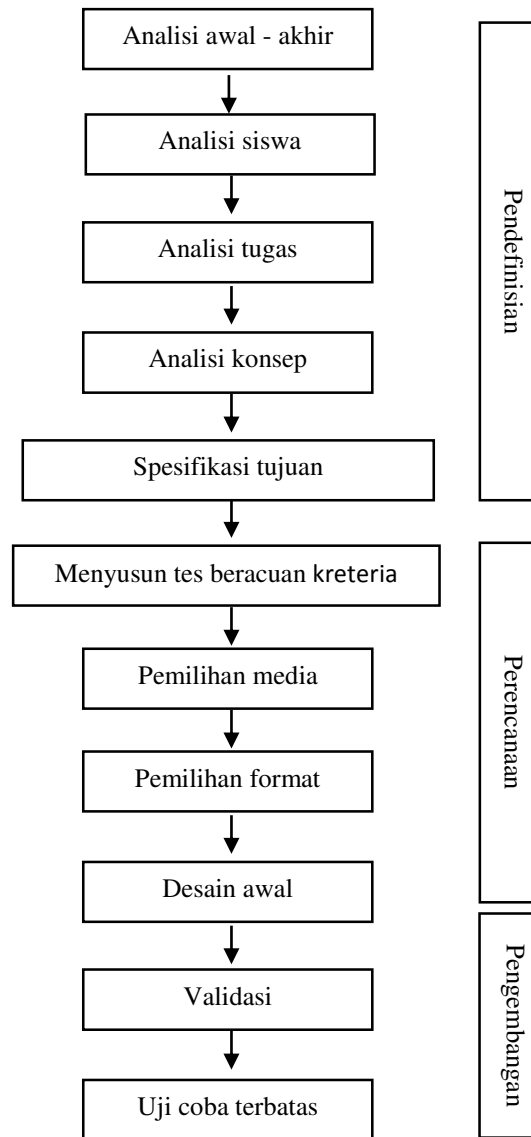 Analisi awal - akhir
Analisi siswa
Analisi tugas
Analisi konsep
Spesifikasi tujuan
Pendefinisian
Menyusun tes beracuan kreteria
Pemilihan media
Pemilihan format
Desain awal
Perencanaan
Validasi
Uji coba terbatas
Pengembangan